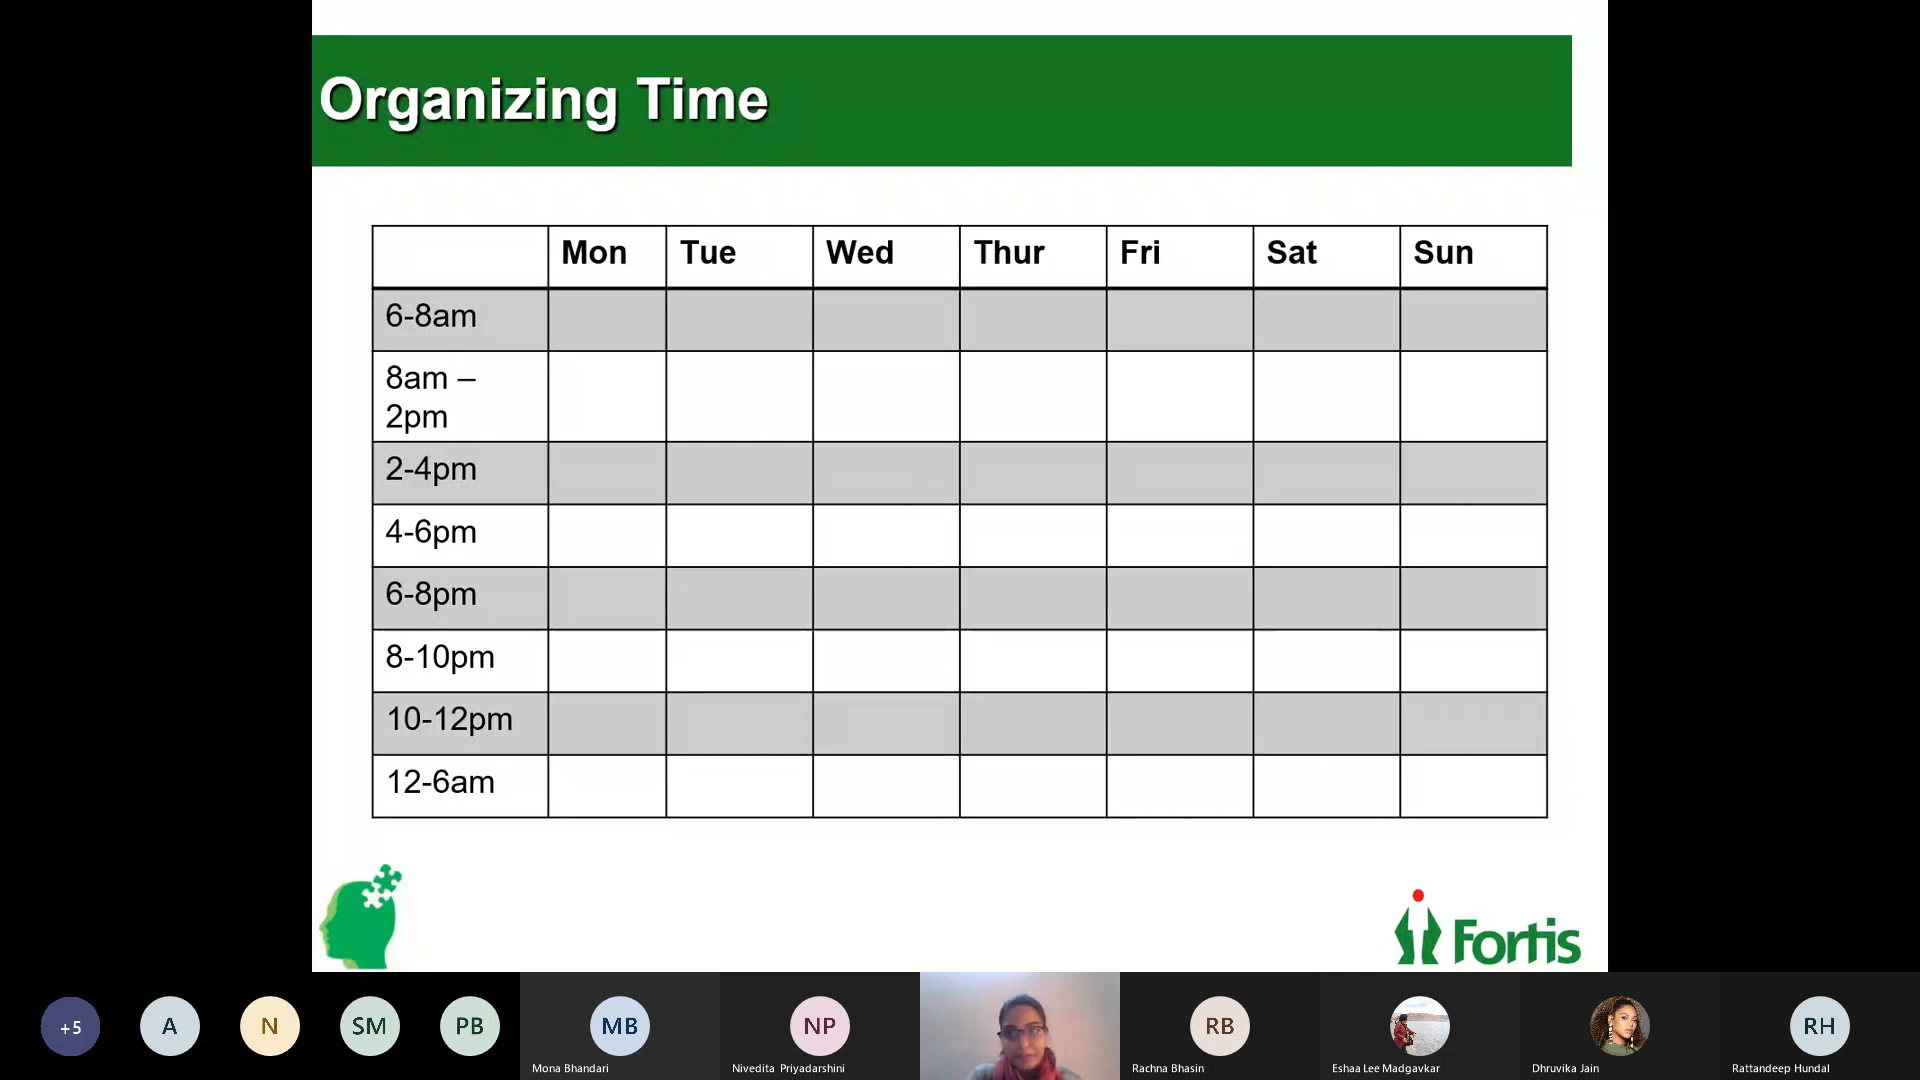 Organizing Time
Mon Tue Wed Thur Fri Sat Sun
6-8am
8am –
2pm
2-4pm
4-6pm
6-8pm
8-10pm
10-12pm
12-6am
Fortis
+5 A N SM PB MB NP RB RH
Mona Bhandari Nivedita Priyadarshini Rachna Bhasin Eshaa Lee Madgavkar Dhruvika Jain Rattandeep Hundal